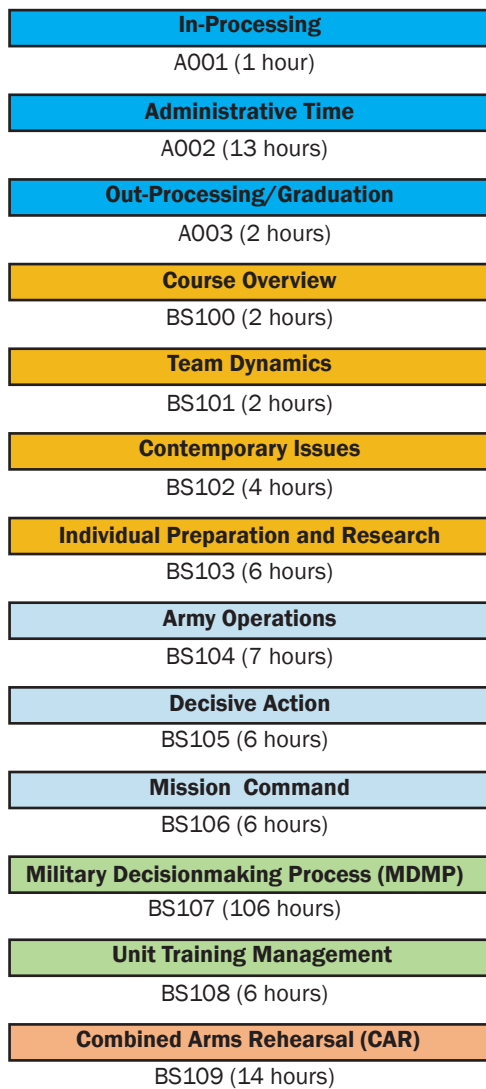 In-Processing
A001 (1 hour)
Administrative Time
A002 (13 hours)
Out-Processing/Graduation
A003 (2 hours)
Course Overview
BS100 (2 hours)
Team Dynamics
BS101 (2 hours)
Contemporary Issues
BS102 (4 hours)
Individual Preparation and Research
BS103 (6 hours)
Army Operations
BS104 (7 hours)
Decisive Action
BS105 (6 hours)
Mission Command
BS106 (6 hours)
Military Decisionmaking Process (MDMP)
BS107 (106 hours)
Unit Training Management
BS108 (6 hours)
Combined Arms Rehearsal (CAR)
BS109 (14 hours)